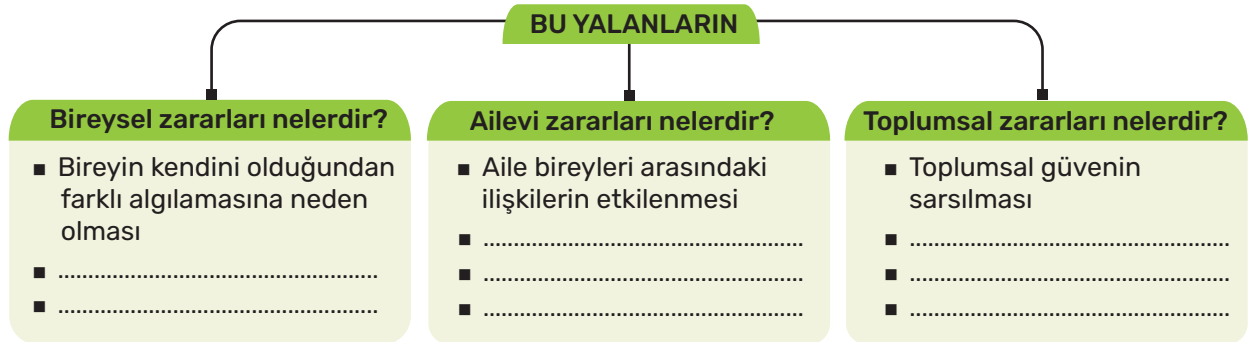 BU YALANLARIN
Bireysel zararları nelerdir?
■ Bireyin kendini olduğundan
farklı algılamasına neden
olması
■ ......................................................
■ ......................................................
Ailevi zararları nelerdir?
■ Aile bireyleri arasındaki
ilişkilerin etkilenmesi
■ ......................................................
■ ......................................................
■ ......................................................
Toplumsal zararları nelerdir?
■ Toplumsal güvenin
sarsılması
■ ......................................................
■ ......................................................
■ ......................................................